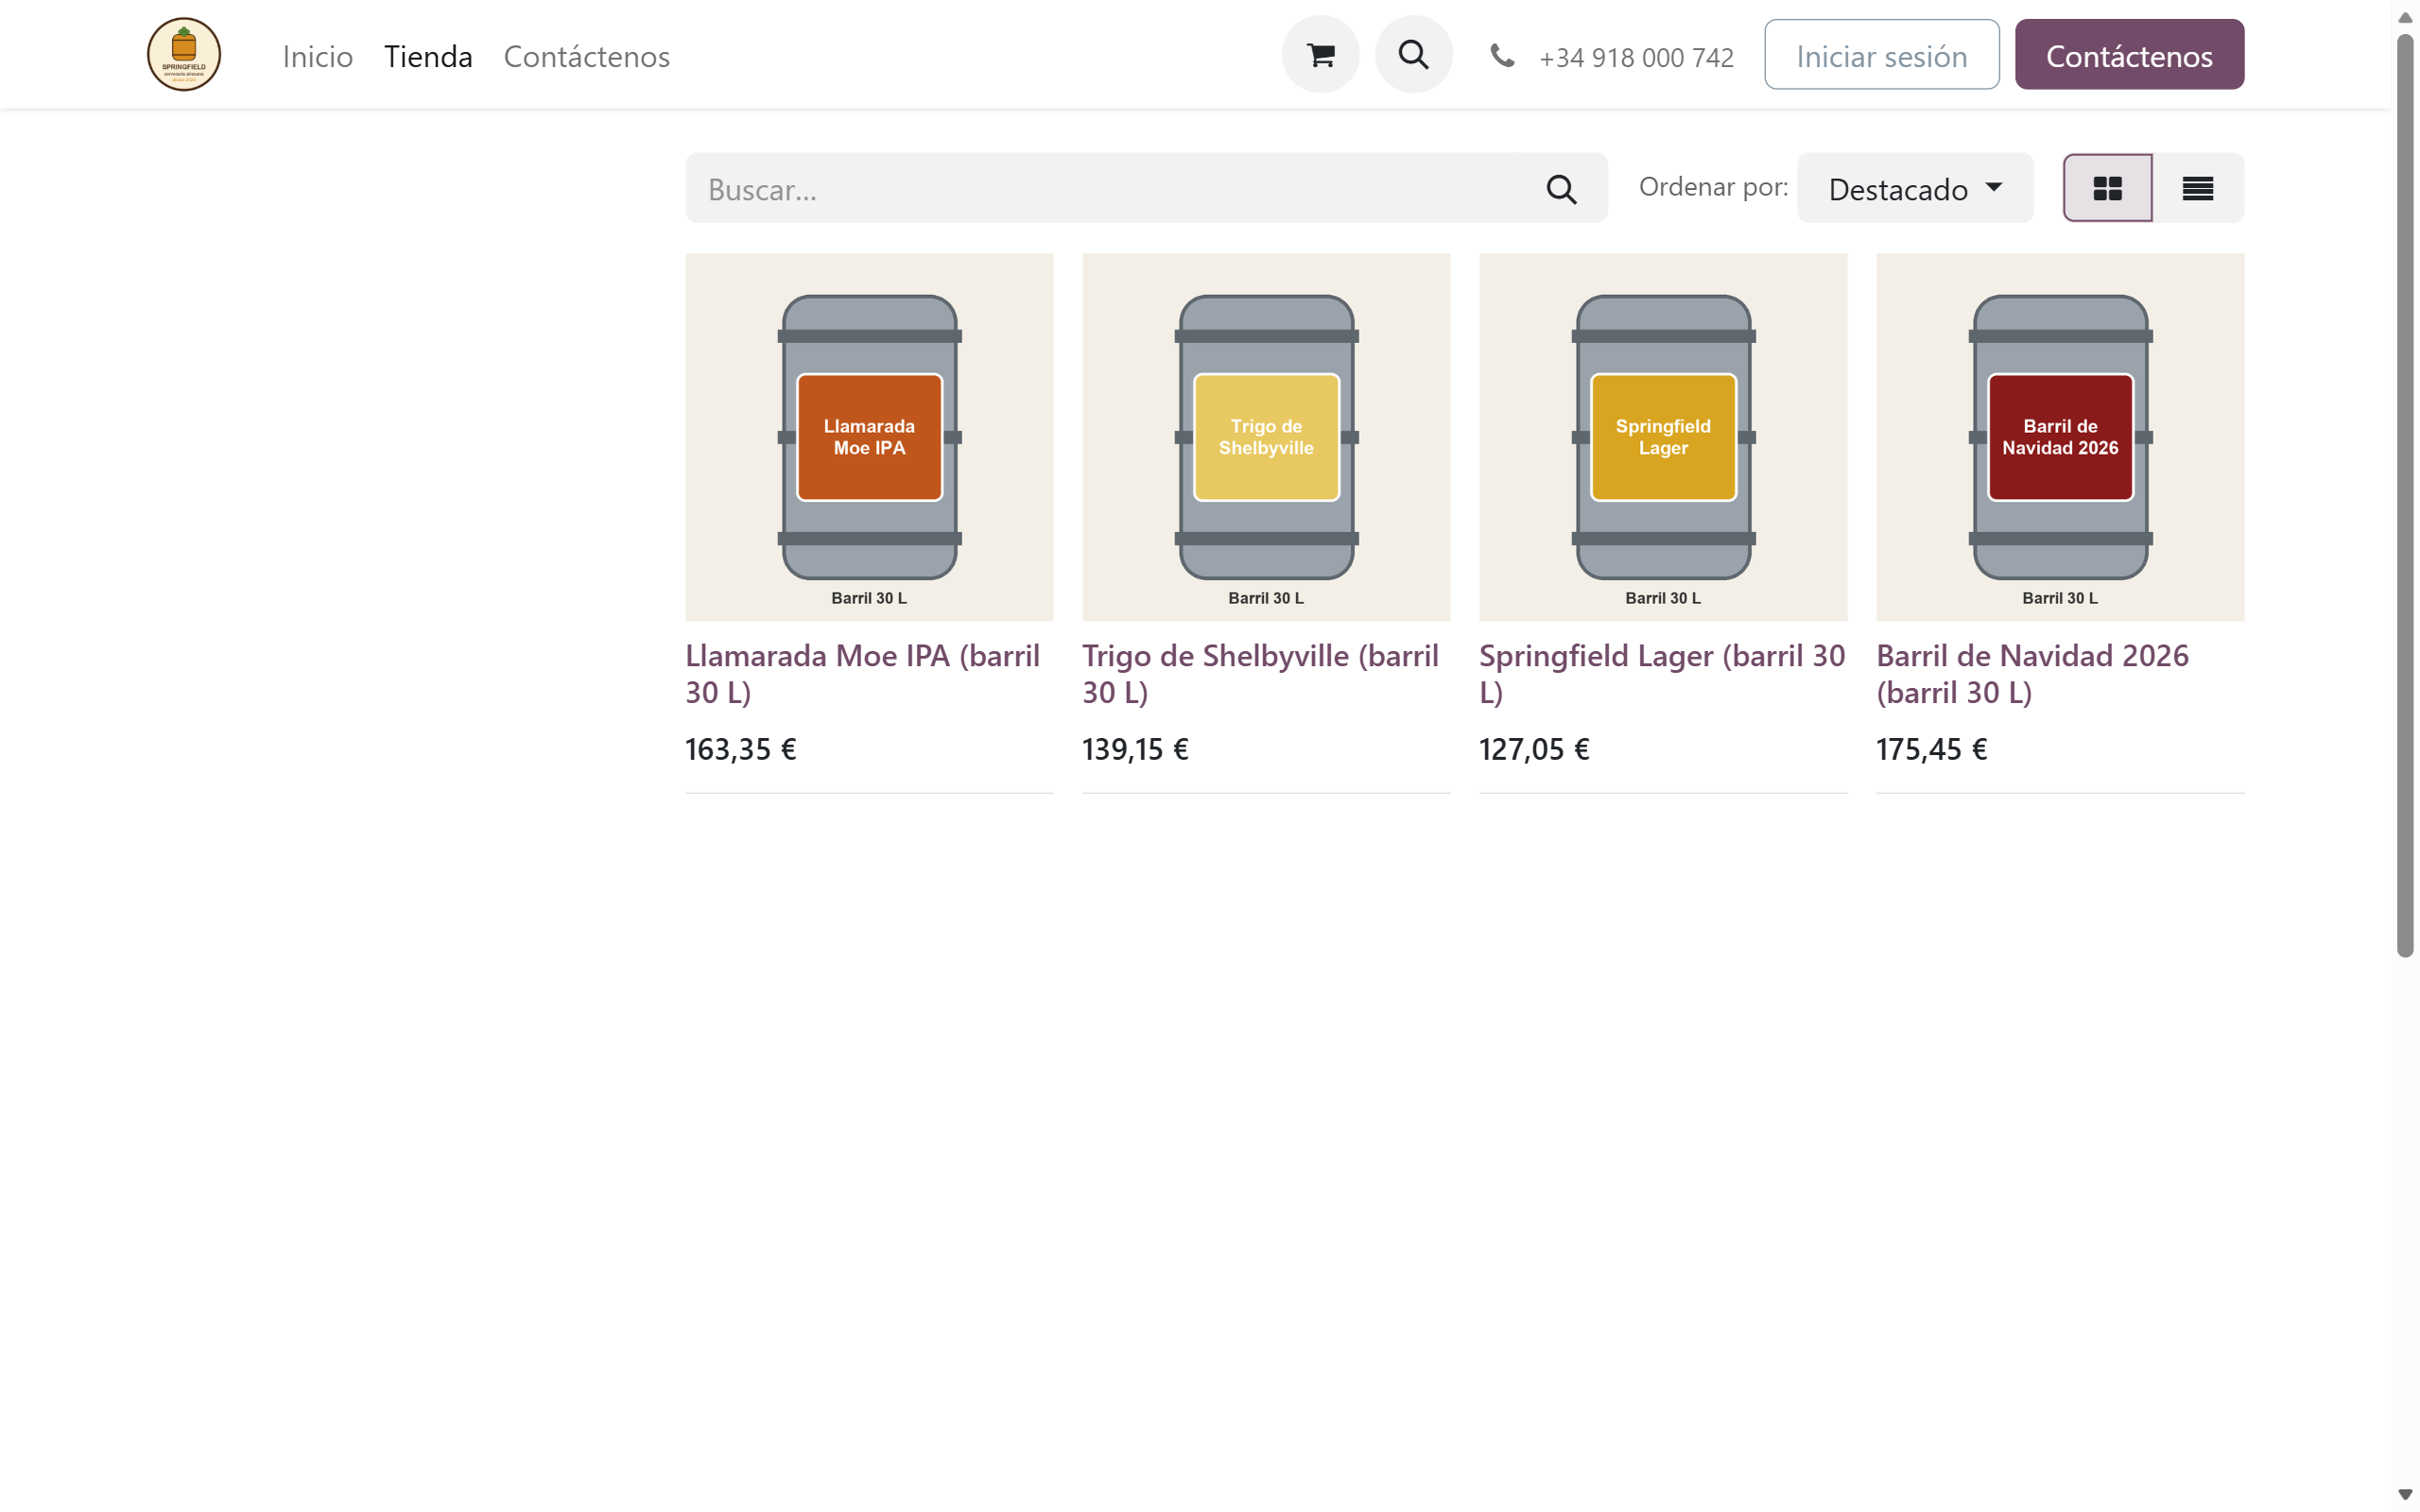 SPRINGFIELD
Inicio
Tienda
Contáctenos
+34 918 000 742
Iniciar sesión
Contáctenos
Buscar...
Ordenar por:
Destacado
Llamarada
Moe IPA
Barril 30 L
Llamarada Moe IPA (barril
30 L)
163,35 €
Trigo de
Shelbyville
Barril 30 L
Trigo de Shelbyville (barril
30 L)
139,15 €
Springfield
Lager
Barril 30 L
Springfield Lager (barril 30
L)
127,05 €
Barril de
Navidad 2026
Barril 30 L
Barril de Navidad 2026
(barril 30 L)
175,45 €